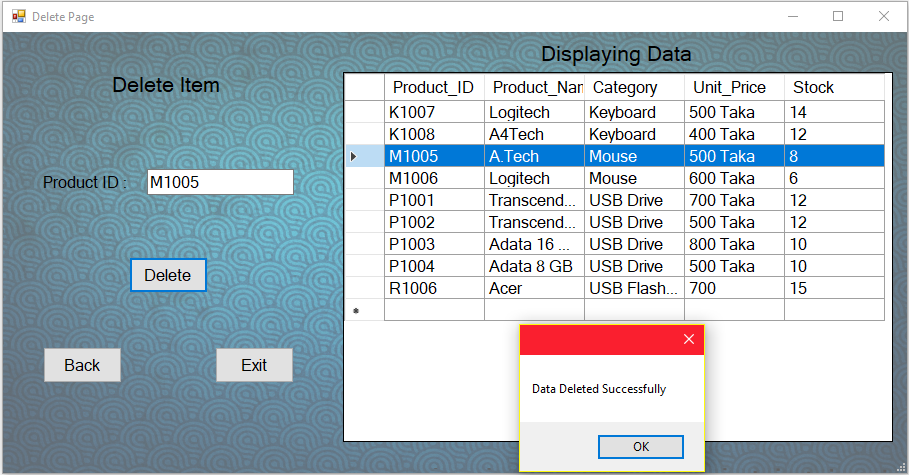 Delete Page
Displaying Data
Delete Item
Product ID : M1005
Delete
Back Exit
Product_ID Product_Nam Category Unit_Price Stock
K1007 Logitech Keyboard 500 Taka 14
K1008 A4Tech Keyboard 400 Taka 12
M1005 A.Tech Mouse 500 Taka 8
M1006 Logitech Mouse 600 Taka 6
P1001 Transcend... USB Drive 700 Taka 12
P1002 Transcend... USB Drive 500 Taka 12
P1003 Adata 16 ... USB Drive 800 Taka 10
P1004 Adata 8 GB USB Drive 500 Taka 10
R1006 Acer USB Flash... 700 15
Data Deleted Successfully
OK